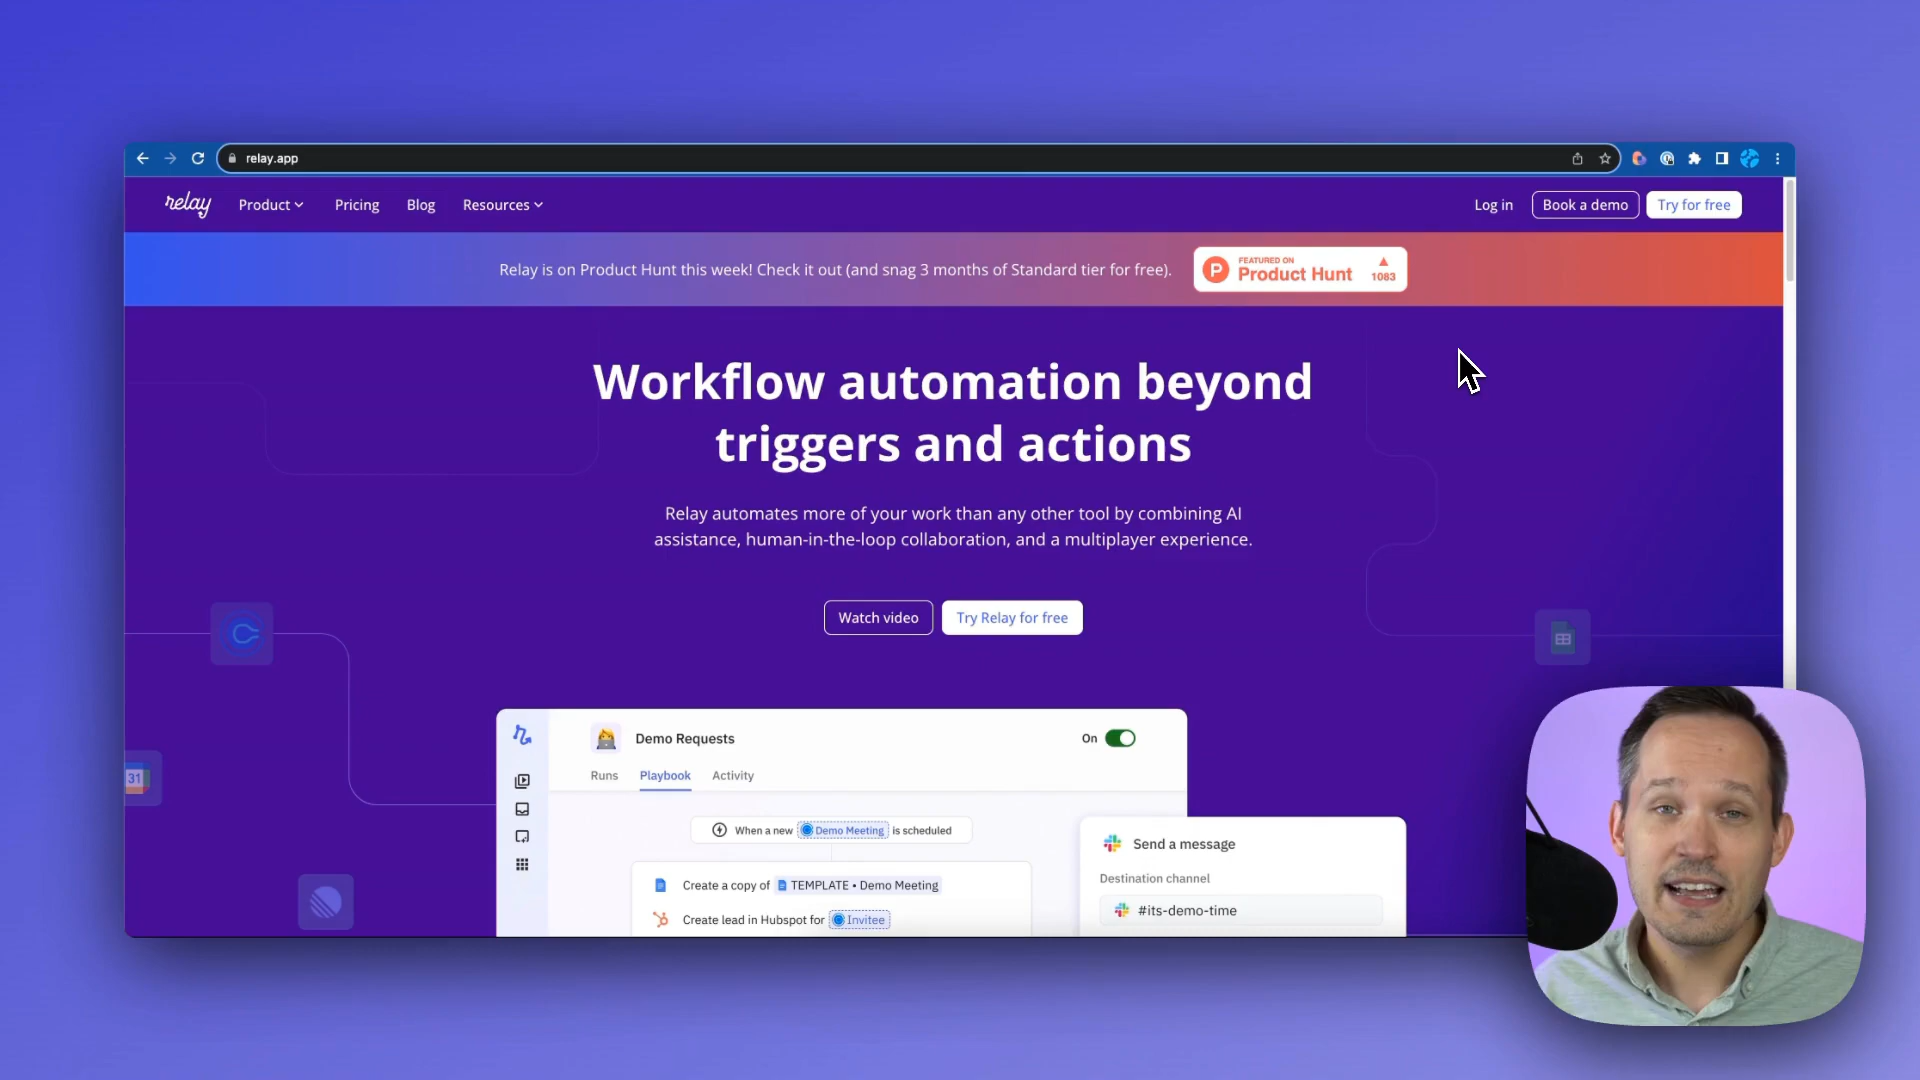 relay.app
relay
Product
Pricing
Blog
Resources
Log in
Book a demo
Try for free
Relay is on Product Hunt this week! Check it out (and snag 3 months of Standard tier for free).
P
FEATURED ON
Product Hunt
1083
Workflow automation beyond
triggers and actions
Relay automates more of your work than any other tool by combining AI
assistance, human-in-the-loop collaboration, and a multiplayer experience.
Watch video
Try Relay for free
31
Demo Requests
On
Runs
Playbook
Activity
When a new Demo Meeting is scheduled
Create a copy of TEMPLATE • Demo Meeting
Create lead in Hubspot for Invitee
Send a message
Destination channel
#its-demo-time